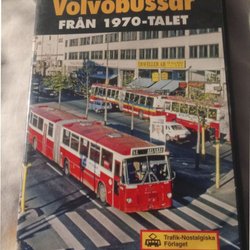 Volvobussar
FRÅN 1970-TALET
Trafik-Nostalgiska
Förlaget